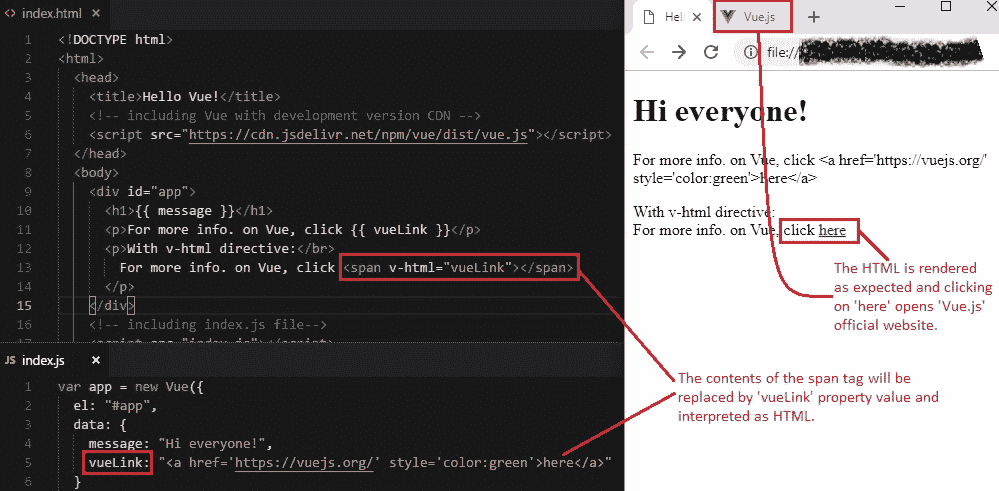 index.html ×
1 <!DOCTYPE html>
2 <html>
3 <head>
4 <title>Hello Vue!</title>
5 <!-- including Vue with development version CDN -->
6 <script src="https://cdn.jsdelivr.net/npm/vue/dist/vue.js"></script>
7 </head>
8 <body>
9 <div id="app">
10 <h1>{{ message }}</h1>
11 <p>For more info. on Vue, click {{ vueLink }}</p>
12 <p>With v-html directive:</br>
13 For more info. on Vue, click <span v-html="vueLink"></span>
14 </p>
15 </div>
16 <!-- including index.js file-->
JS index.js ×
1 var app = new Vue({
2 el: "#app",
3 data: {
4 message: "Hi everyone!",
5 vueLink: "<a href='https://vuejs.org/' style='color:green'>here</a>"
6 }
Hell ×
Vue.js ×
file://
Hi everyone!
For more info. on Vue, click <a href='https://vuejs.org/'
style='color:green'>here</a>
With v-html directive:
For more info. on Vue, click here
The HTML is rendered
as expected and clicking
on 'here' opens 'Vue.js'
official website.
The contents of the span tag will be
replaced by 'vueLink' property value and
interpreted as HTML.